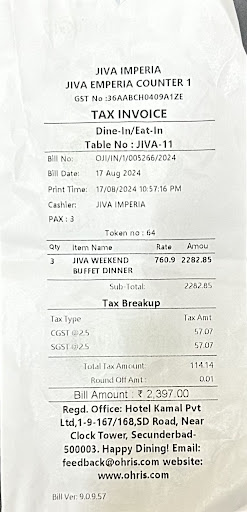 JIVA IMPERIA
JIVA EMPERIA COUNTER 1
GST No :36AABCH0409A1ZE
TAX INVOICE
Dine-In/Eat-In
Table No : JIVA-11
Bill No: OJI/IN/1/005266/2024
Bill Date: 17 Aug 2024
Print Time: 17/08/2024 10:57:16 PM
Cashier: JIVA IMPERIA
PAX : 3
Token no : 64
Qty Item Name Rate Amou
3 JIVA WEEKEND 760.9 2282.85
BUFFET DINNER
Sub-Total: 2282.85
Tax Breakup
Tax Type Tax Amt
CGST @2.5 57.07
SGST @2.5 57.07
Total Tax Amount: 114.14
Round Off Amt: 0.01
Bill Amount : ₹ 2,397.00
Regd. Office: Hotel Kamal Pvt
Ltd,1-9-167/168,SD Road, Near
Clock Tower, Secunderbad-
500003. Happy Dining! Email:
feedback@ohris.com website:
www.ohris.com
Bill Ver: 9.0.9.57